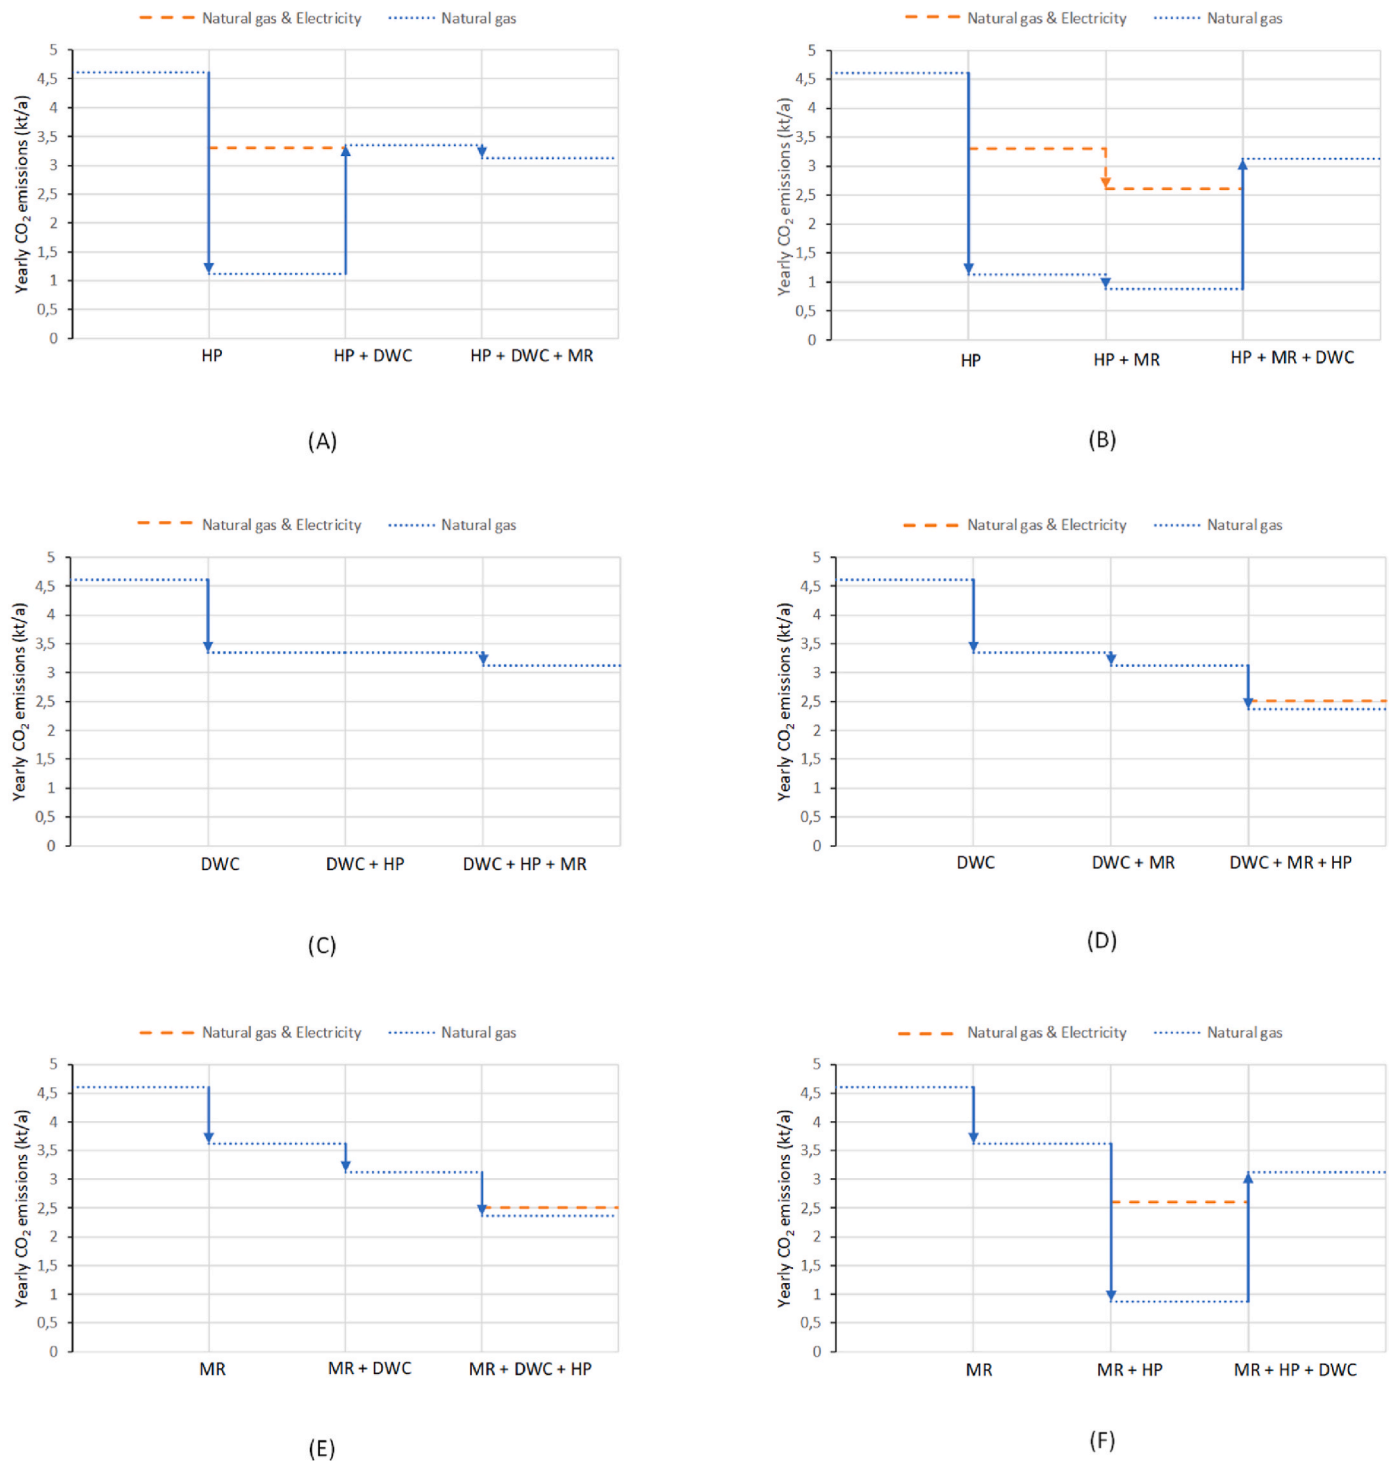 Natural gas & Electricity Natural gas
Yearly CO2 emissions (kt/a)
5
4,5
4
3,5
3
2,5
2
1,5
1
0,5
0
HP HP + DWC HP + DWC + MR
(A)
Natural gas & Electricity Natural gas
Yearly CO2 emissions (kt/a)
5
4,5
4
3,5
3
2,5
2
1,5
1
0,5
0
HP HP + MR HP + MR + DWC
(B)
Natural gas & Electricity Natural gas
Yearly CO2 emissions (kt/a)
5
4,5
4
3,5
3
2,5
2
1,5
1
0,5
0
DWC DWC + HP DWC + HP + MR
(C)
Natural gas & Electricity Natural gas
Yearly CO2 emissions (kt/a)
5
4,5
4
3,5
3
2,5
2
1,5
1
0,5
0
DWC DWC + MR DWC + MR + HP
(D)
Natural gas & Electricity Natural gas
Yearly CO2 emissions (kt/a)
5
4,5
4
3,5
3
2,5
2
1,5
1
0,5
0
MR MR + DWC MR + DWC + HP
(E)
Natural gas & Electricity Natural gas
Yearly CO2 emissions (kt/a)
5
4,5
4
3,5
3
2,5
2
1,5
1
0,5
0
MR MR + HP MR + HP + DWC
(F)